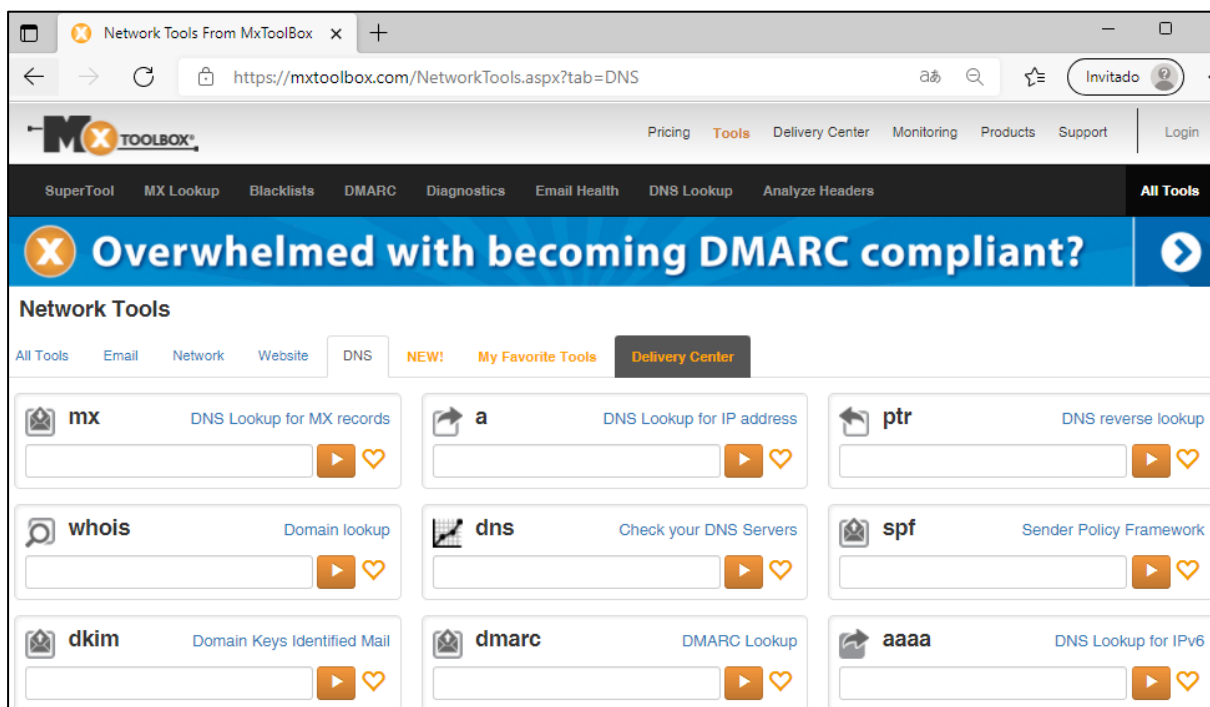 Network Tools From MxToolBox
https://mxtoolbox.com/NetworkTools.aspx?tab=DNS
aあ
Invitado
MX TOOLBOX®
Pricing Tools Delivery Center Monitoring Products Support Login
SuperTool MX Lookup Blacklists DMARC Diagnostics Email Health DNS Lookup Analyze Headers All Tools
X Overwhelmed with becoming DMARC compliant?
Network Tools
All Tools Email Network Website DNS NEW! My Favorite Tools Delivery Center
mx DNS Lookup for MX records
a DNS Lookup for IP address
ptr DNS reverse lookup
whois Domain lookup
dns Check your DNS Servers
spf Sender Policy Framework
dkim Domain Keys Identified Mail
dmarc DMARC Lookup
aaaa DNS Lookup for IPv6